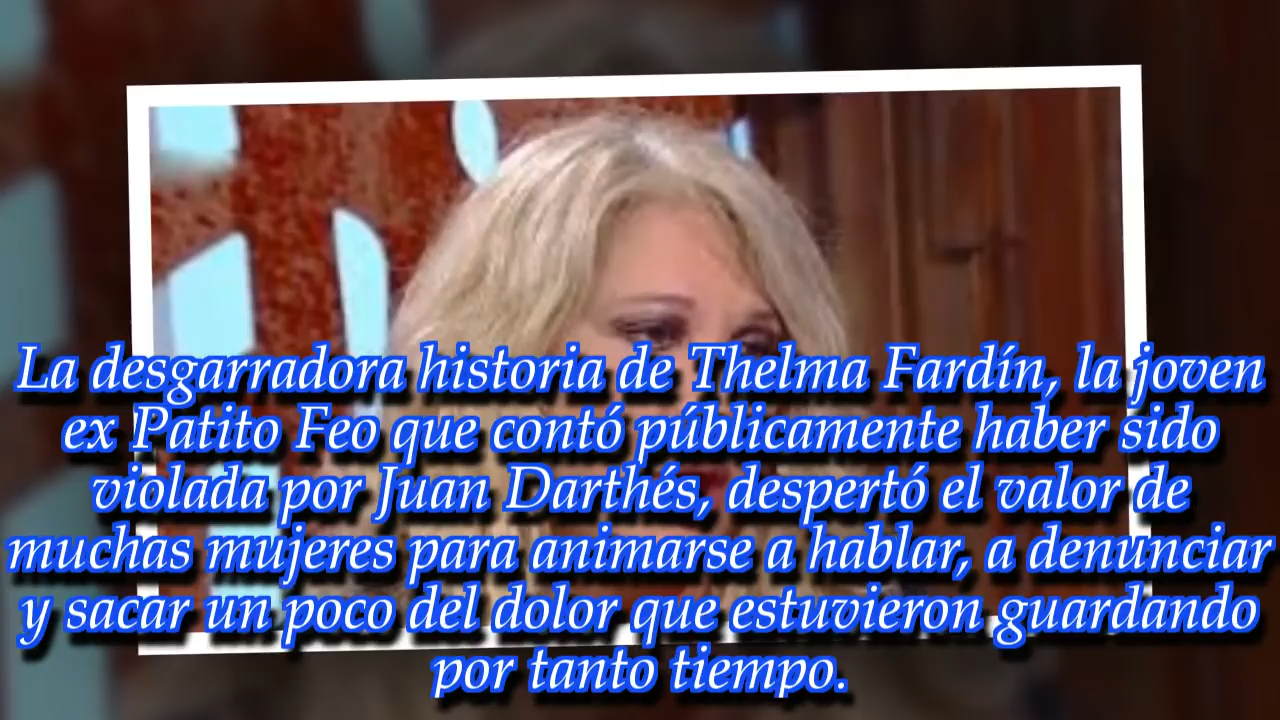 La desgarradora historia de Thelma Fardín, la joven
ex Patito Feo que contó públicamente haber sido
violada por Juan Darthés, despertó el valor de
muchas mujeres para animarse a hablar, a denunciar
y sacar un poco del dolor que estuvieron guardando
por tanto tiempo.